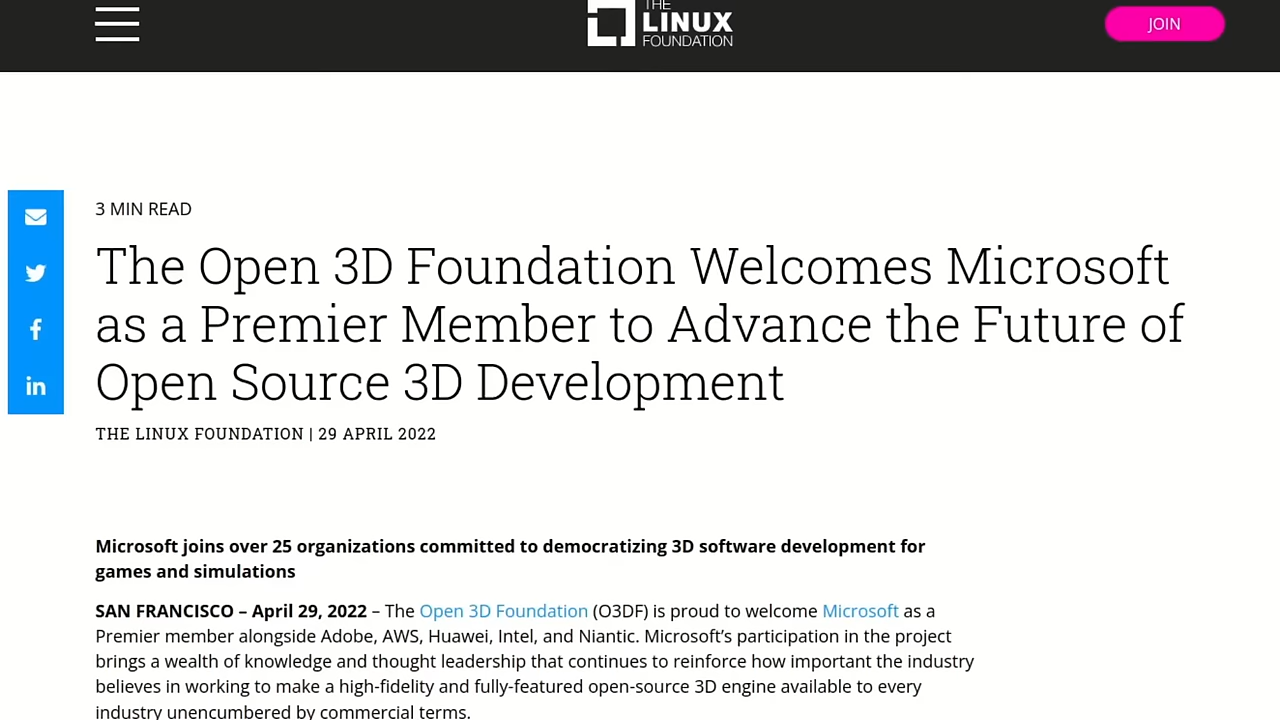 THE
LINUX
FOUNDATION
JOIN
3 MIN READ
The Open 3D Foundation Welcomes Microsoft
as a Premier Member to Advance the Future of
Open Source 3D Development
THE LINUX FOUNDATION | 29 APRIL 2022
Microsoft joins over 25 organizations committed to democratizing 3D software development for
games and simulations
SAN FRANCISCO – April 29, 2022 – The Open 3D Foundation (O3DF) is proud to welcome Microsoft as a
Premier member alongside Adobe, AWS, Huawei, Intel, and Niantic. Microsoft’s participation in the project
brings a wealth of knowledge and thought leadership that continues to reinforce how important the industry
believes in working to make a high-fidelity and fully-featured open-source 3D engine available to every
industry unencumbered by commercial terms.